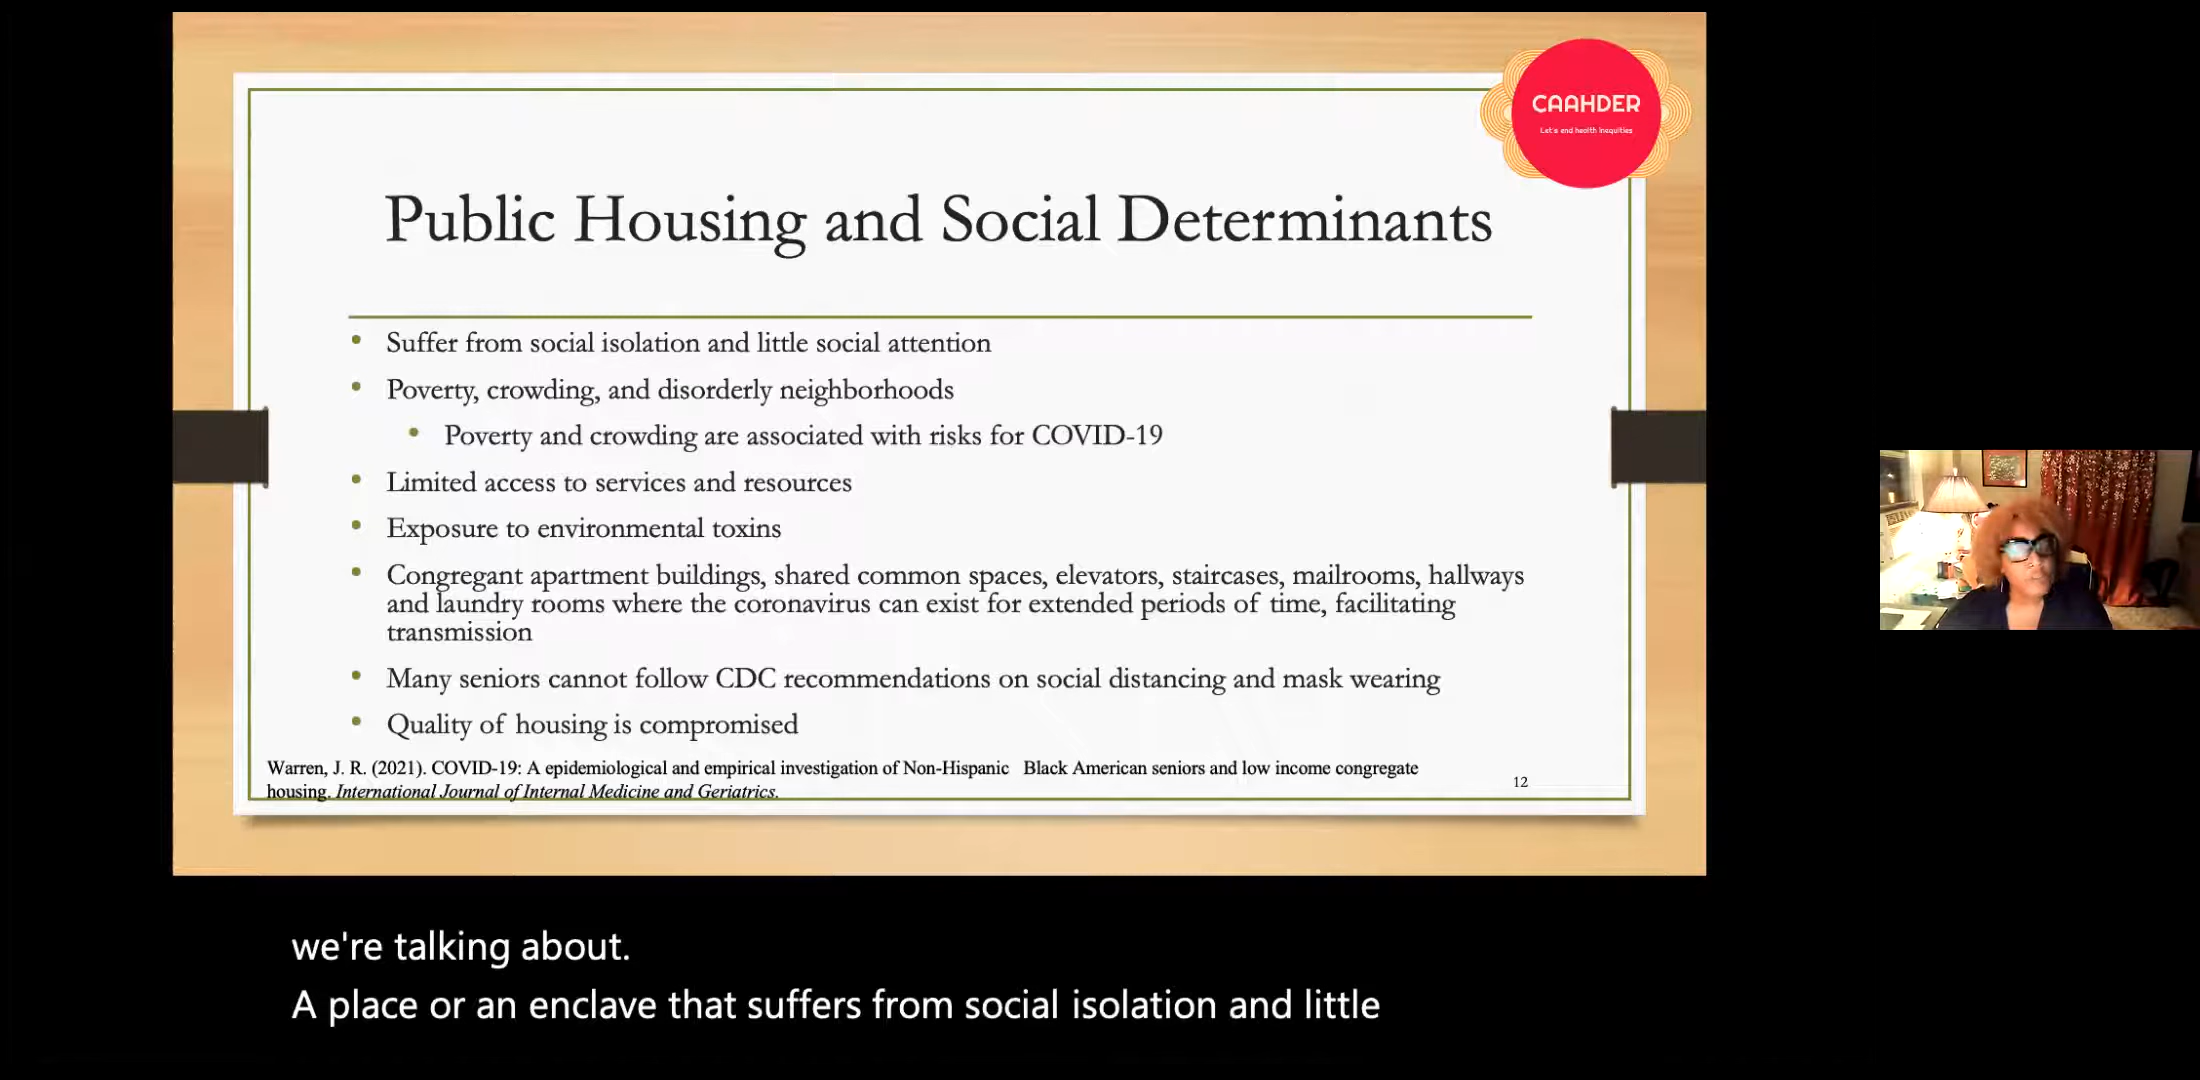 CAAHDER
Let's end health inequities
Public Housing and Social Determinants
• Suffer from social isolation and little social attention
• Poverty, crowding, and disorderly neighborhoods
• Poverty and crowding are associated with risks for COVID-19
• Limited access to services and resources
• Exposure to environmental toxins
• Congregant apartment buildings, shared common spaces, elevators, staircases, mailrooms, hallways
and laundry rooms where the coronavirus can exist for extended periods of time, facilitating
transmission
• Many seniors cannot follow CDC recommendations on social distancing and mask wearing
• Quality of housing is compromised
Warren, J. R. (2021). COVID-19: A epidemiological and empirical investigation of Non-Hispanic Black American seniors and low income congregate
housing. International Journal of Internal Medicine and Geriatrics.
12
we're talking about.
A place or an enclave that suffers from social isolation and little